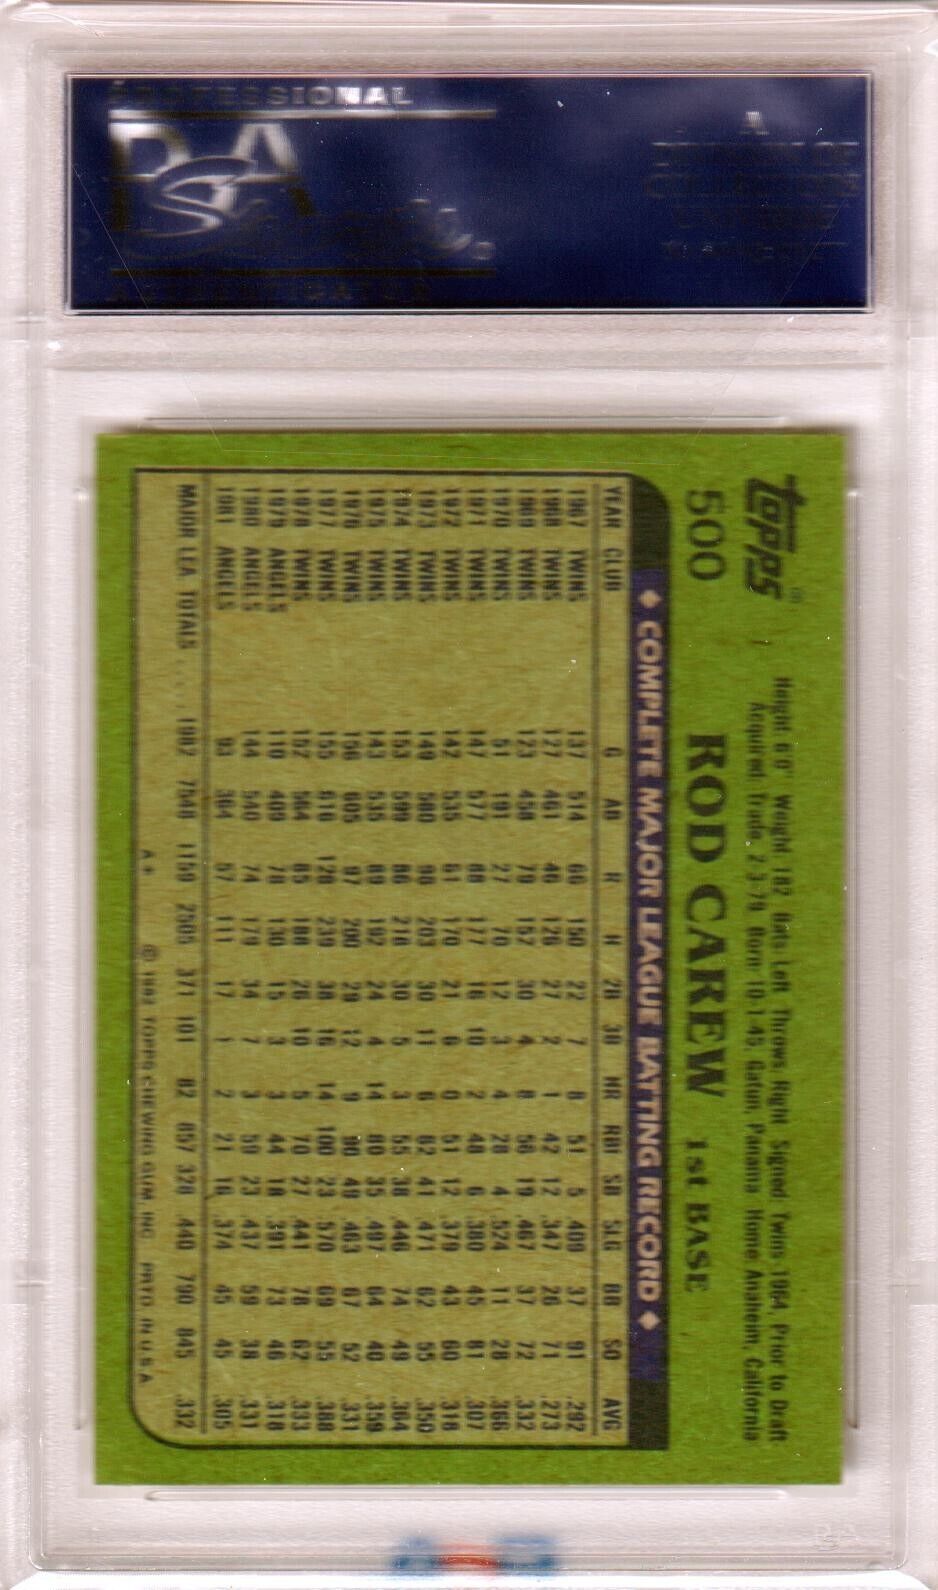 PROFESSIONAL
PSA
A
DIVISION OF
COLLECTORS
UNIVERSE
topps®
500 ROD CAREW 1st BASE
Height 6'0" Weight 182 Bats Left Throws Right Signed Twins 1964, Prior to Draft
Acquired Trade, 2-3-79 Born 10-1-45, Gatun, Panama Home Anaheim, California
◆ COMPLETE MAJOR LEAGUE BATTING RECORD ◆
YEAR CLUB G AB R H 2B 3B HR RBI SB SLG BB SO AVG
1967 TWINS 137 514 66 150 22 7 8 51 5 .409 37 91 .292
1968 TWINS 127 461 46 126 27 2 1 42 12 .347 26 71 .273
1969 TWINS 123 458 79 152 30 4 8 56 19 .467 37 72 .332
1970 TWINS 51 191 27 70 12 3 4 28 4 .524 11 28 .366
1971 TWINS 147 577 88 177 16 10 2 48 6 .380 45 81 .307
1972 TWINS 142 535 61 170 21 6 0 51 12 .379 43 60 .318
1973 TWINS 149 580 98 203 30 11 6 62 41 .471 62 55 .350
1974 TWINS 153 599 86 218 30 5 3 55 38 .446 74 49 .364
1975 TWINS 143 535 89 192 24 4 14 80 35 .497 64 40 .359
1976 TWINS 156 605 97 200 29 12 9 90 49 .463 67 52 .331
1977 TWINS 155 616 128 239 38 16 14 100 23 .570 69 55 .388
1978 TWINS 152 564 85 188 26 10 5 70 27 .441 78 62 .333
1979 ANGELS 110 409 78 130 15 3 3 44 18 .391 73 46 .318
1980 ANGELS 144 540 74 179 34 7 3 59 23 .437 59 38 .331
1981 ANGELS 93 364 57 111 17 1 2 21 16 .374 45 45 .305
MAJOR LEA. TOTALS .... 1982 7548 1159 2505 371 101 82 857 328 .440 790 845 .332
A* © 1982 TOPPS CHEWING GUM, INC. PRTD. IN U.S.A.